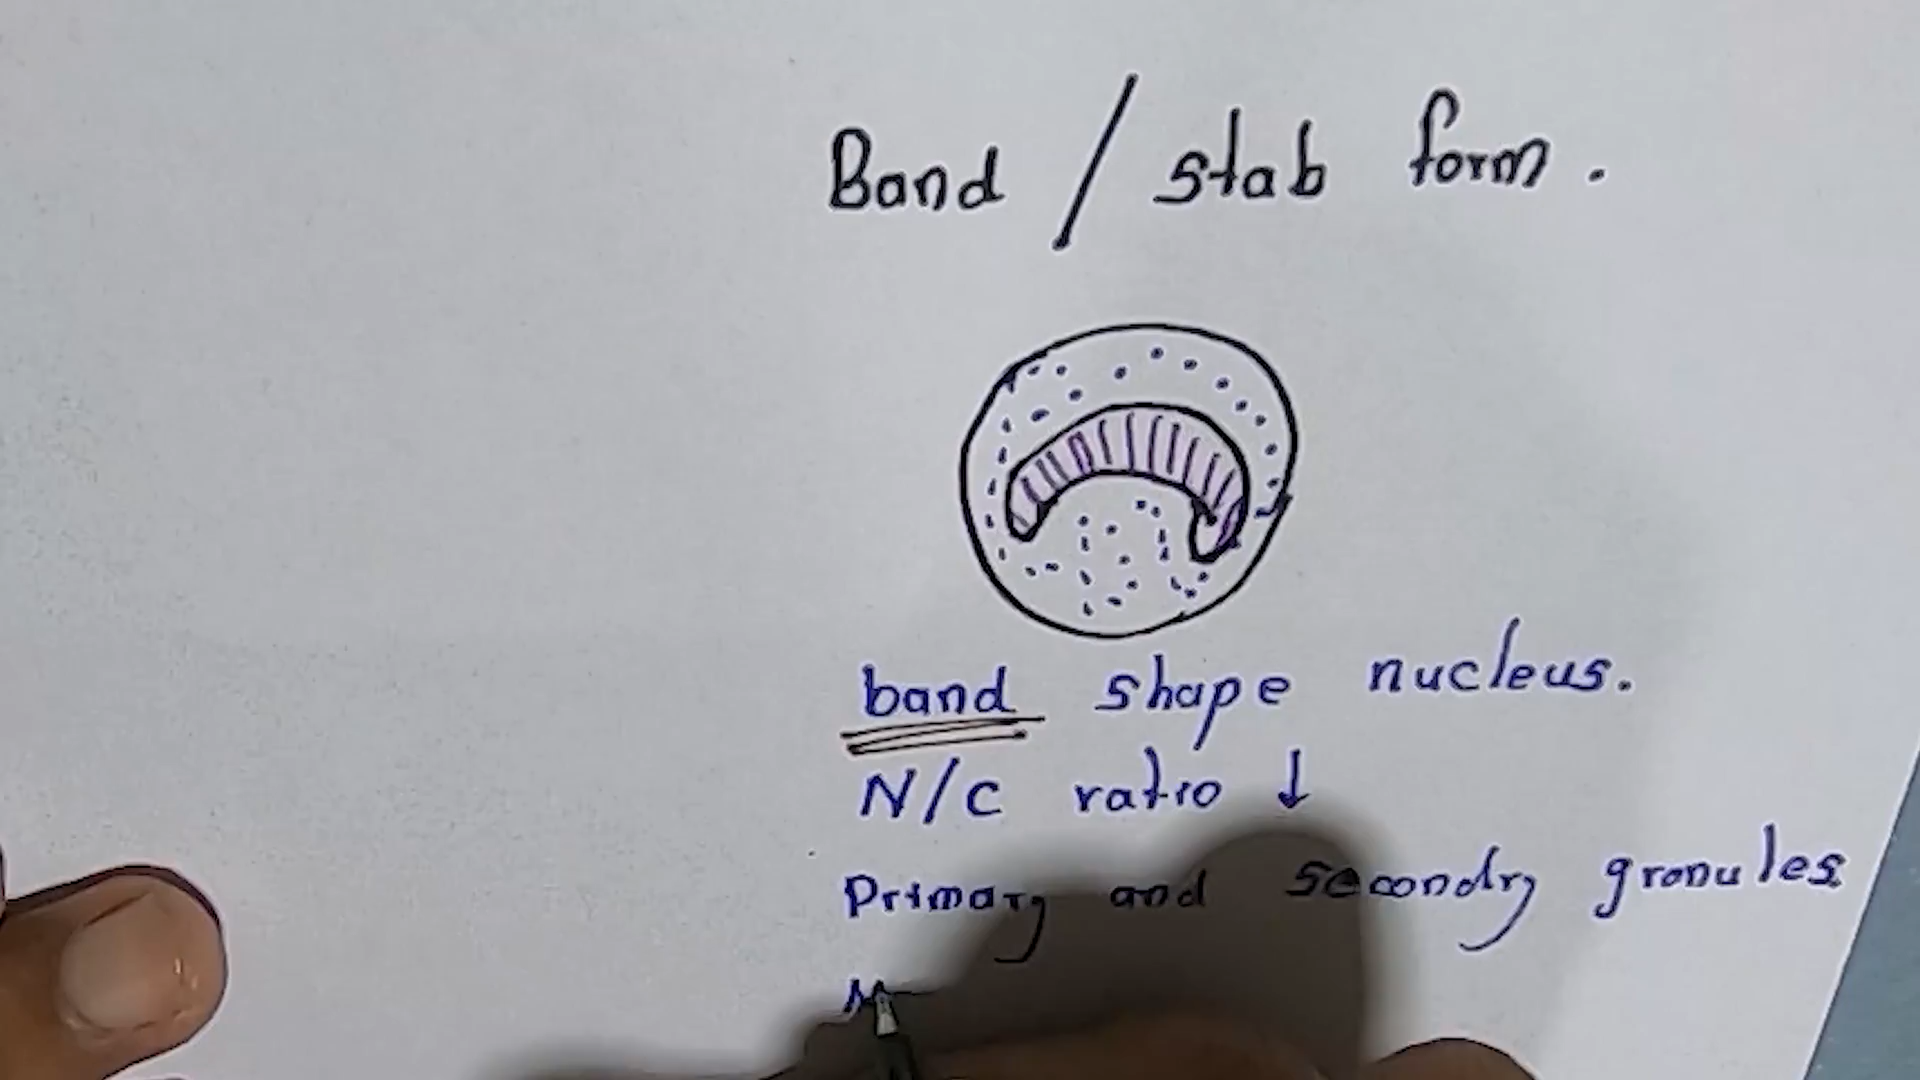 Band / stab form.
band shape nucleus.
N/C ratio ↓
Primary and secondry granules.